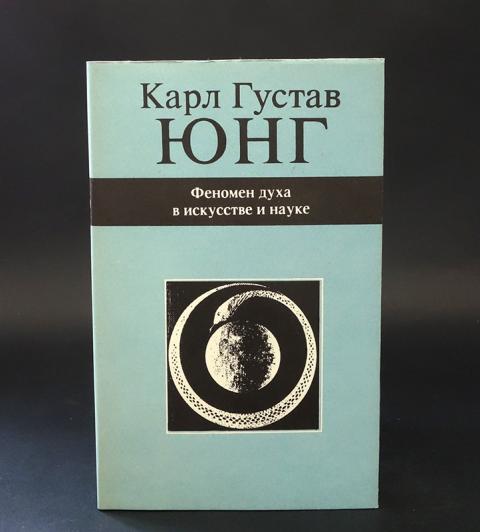 Карл Густав
ЮНГ
Феномен духа
в искусстве и науке